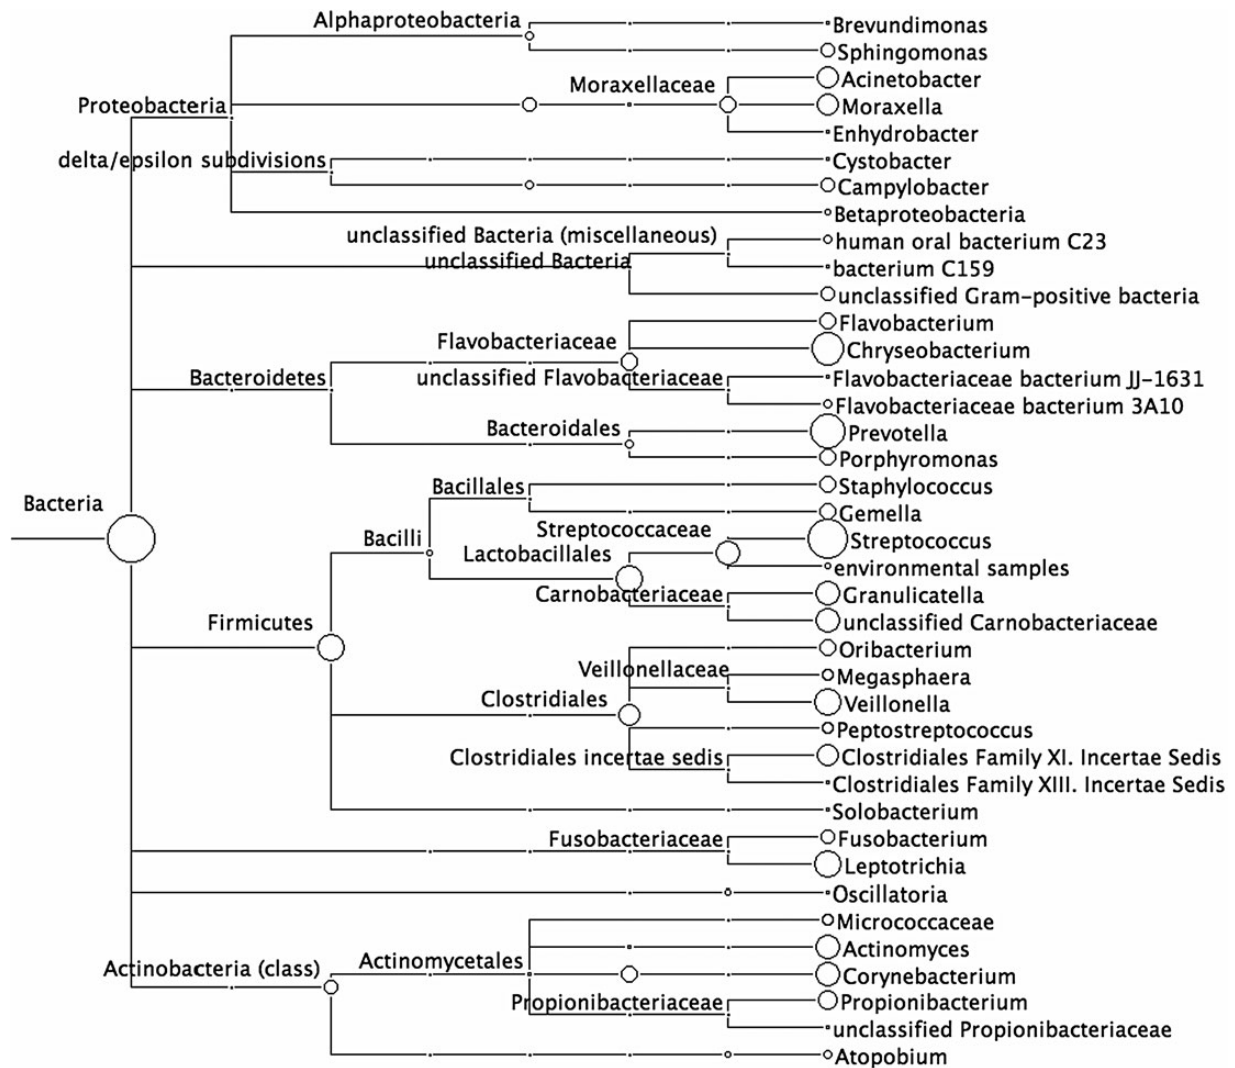 Alphaproteobacteria
Brevundimonas
Sphingomonas
Moraxellaceae
Acinetobacter
Proteobacteria
Moraxella
Enhydrobacter
delta/epsilon subdivisions
Cystobacter
Campylobacter
Betaproteobacteria
unclassified Bacteria (miscellaneous)
human oral bacterium C23
unclassified Bacteria
bacterium C159
unclassified Gram-positive bacteria
Flavobacterium
Flavobacteriaceae
Chryseobacterium
Bacteroidetes
unclassified Flavobacteriaceae
Flavobacteriaceae bacterium JJ-1631
Flavobacteriaceae bacterium 3A10
Bacteroidales
Prevotella
Porphyromonas
Bacillales
Staphylococcus
Bacteria
Gemella
Streptococcaceae
Bacilli
Streptococcus
Lactobacillales
environmental samples
Carnobacteriaceae
Granulicatella
Firmicutes
unclassified Carnobacteriaceae
Oribacterium
Veillonellaceae
Megasphaera
Clostridiales
Veillonella
Peptostreptococcus
Clostridiales incertae sedis
Clostridiales Family XI. Incertae Sedis
Clostridiales Family XIII. Incertae Sedis
Solobacterium
Fusobacteriaceae
Fusobacterium
Leptotrichia
Oscillatoria
Micrococcaceae
Actinomyces
Actinobacteria (class)
Actinomycetales
Corynebacterium
Propionibacteriaceae
Propionibacterium
unclassified Propionibacteriaceae
Atopobium